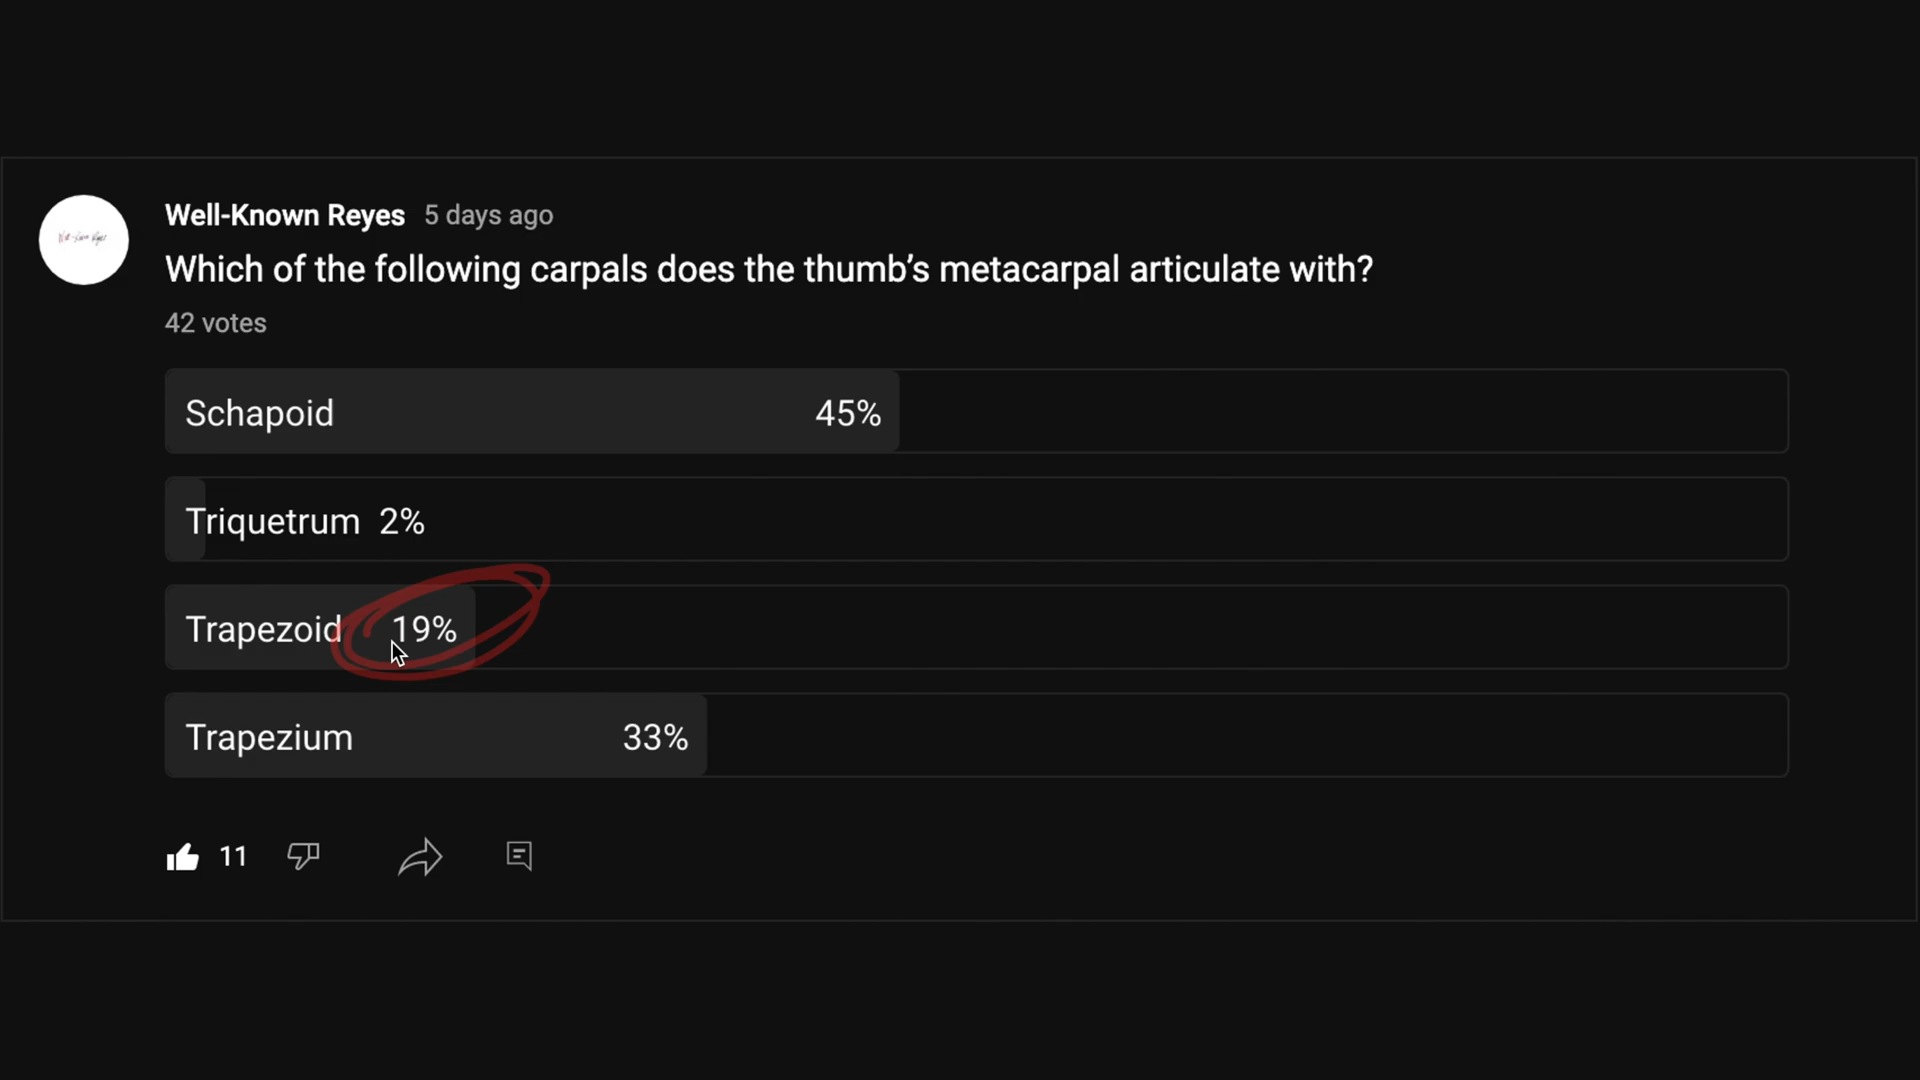 Well-Known Reyes 5 days ago
Which of the following carpals does the thumb’s metacarpal articulate with?
42 votes
Schapoid 45%
Triquetrum 2%
Trapezoid 19%
Trapezium 33%
11